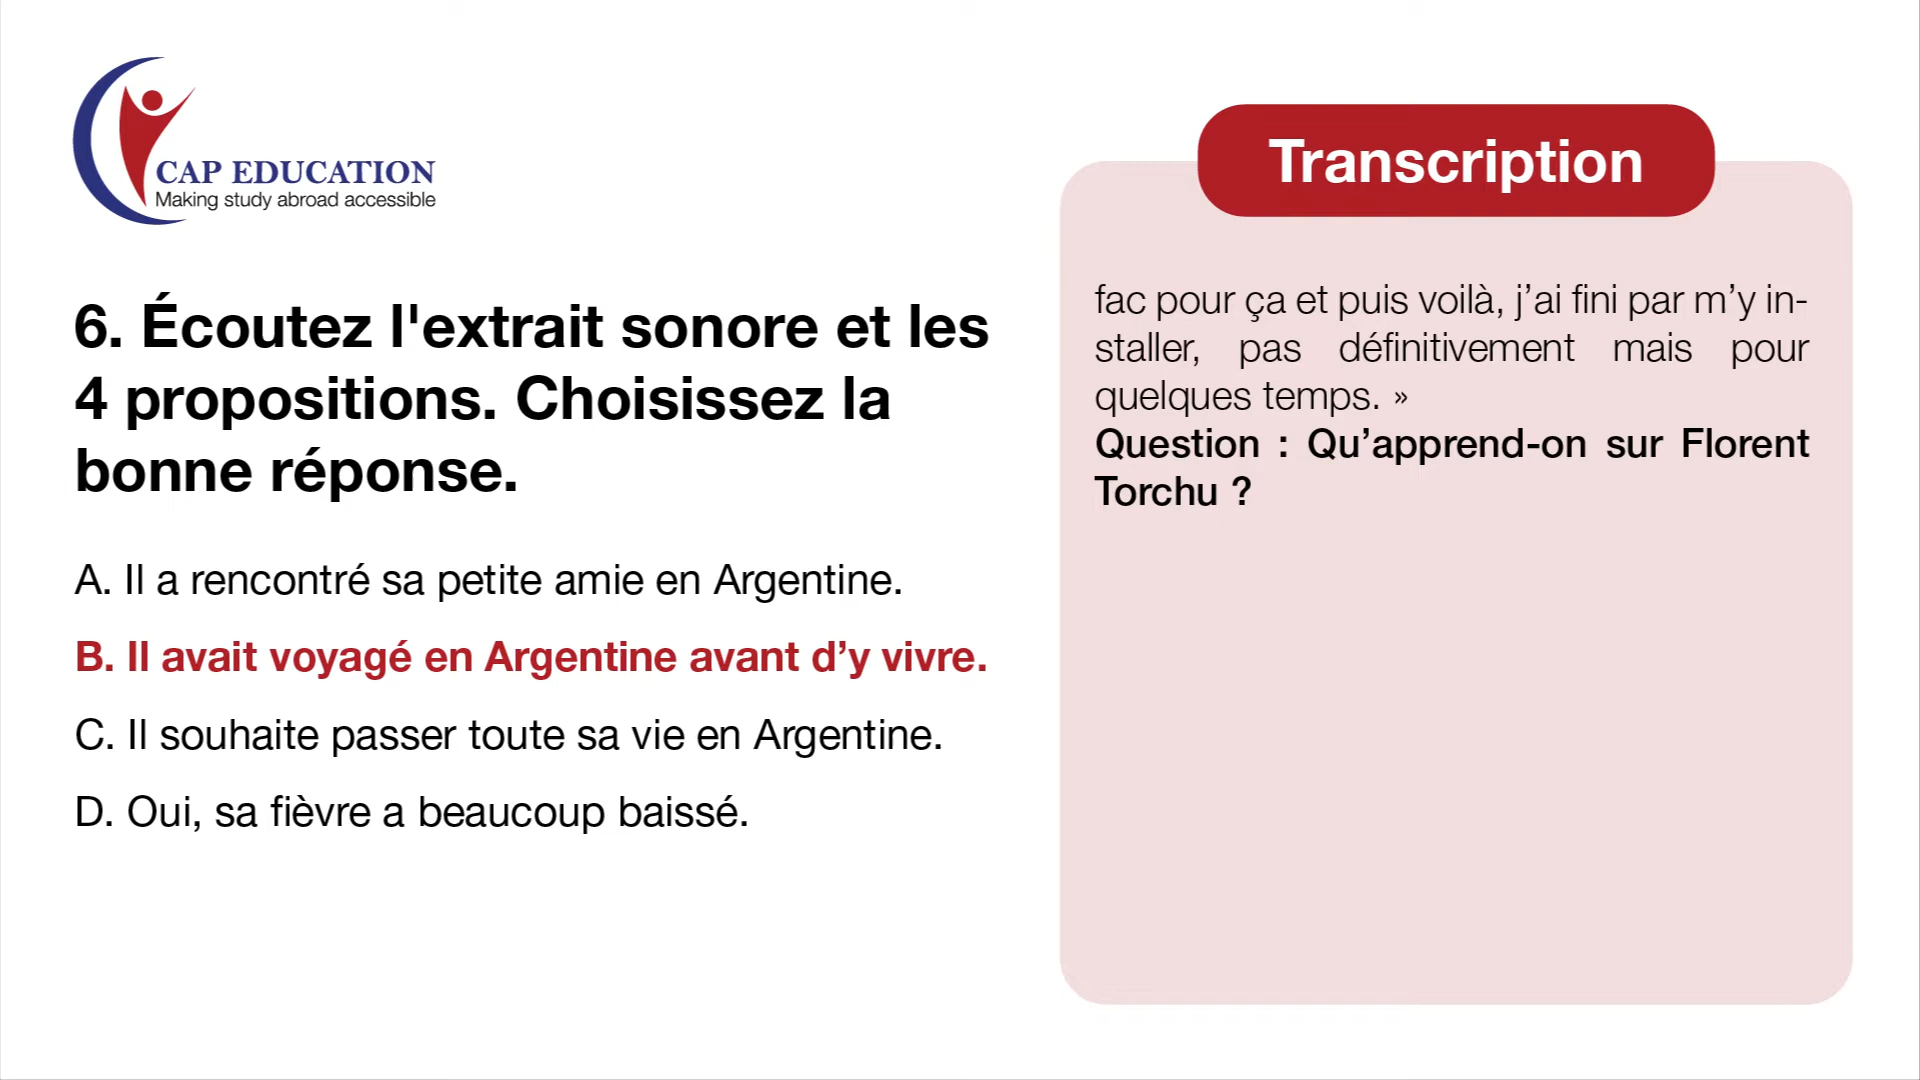 CAP EDUCATION
Making study abroad accessible
6. Écoutez l'extrait sonore et les
4 propositions. Choisissez la
bonne réponse.
A. Il a rencontré sa petite amie en Argentine.
B. Il avait voyagé en Argentine avant d’y vivre.
C. Il souhaite passer toute sa vie en Argentine.
D. Oui, sa fièvre a beaucoup baissé.
Transcription
fac pour ça et puis voilà, j’ai fini par m’y in-
staller, pas définitivement mais pour
quelques temps. »
Question : Qu’apprend-on sur Florent
Torchu ?